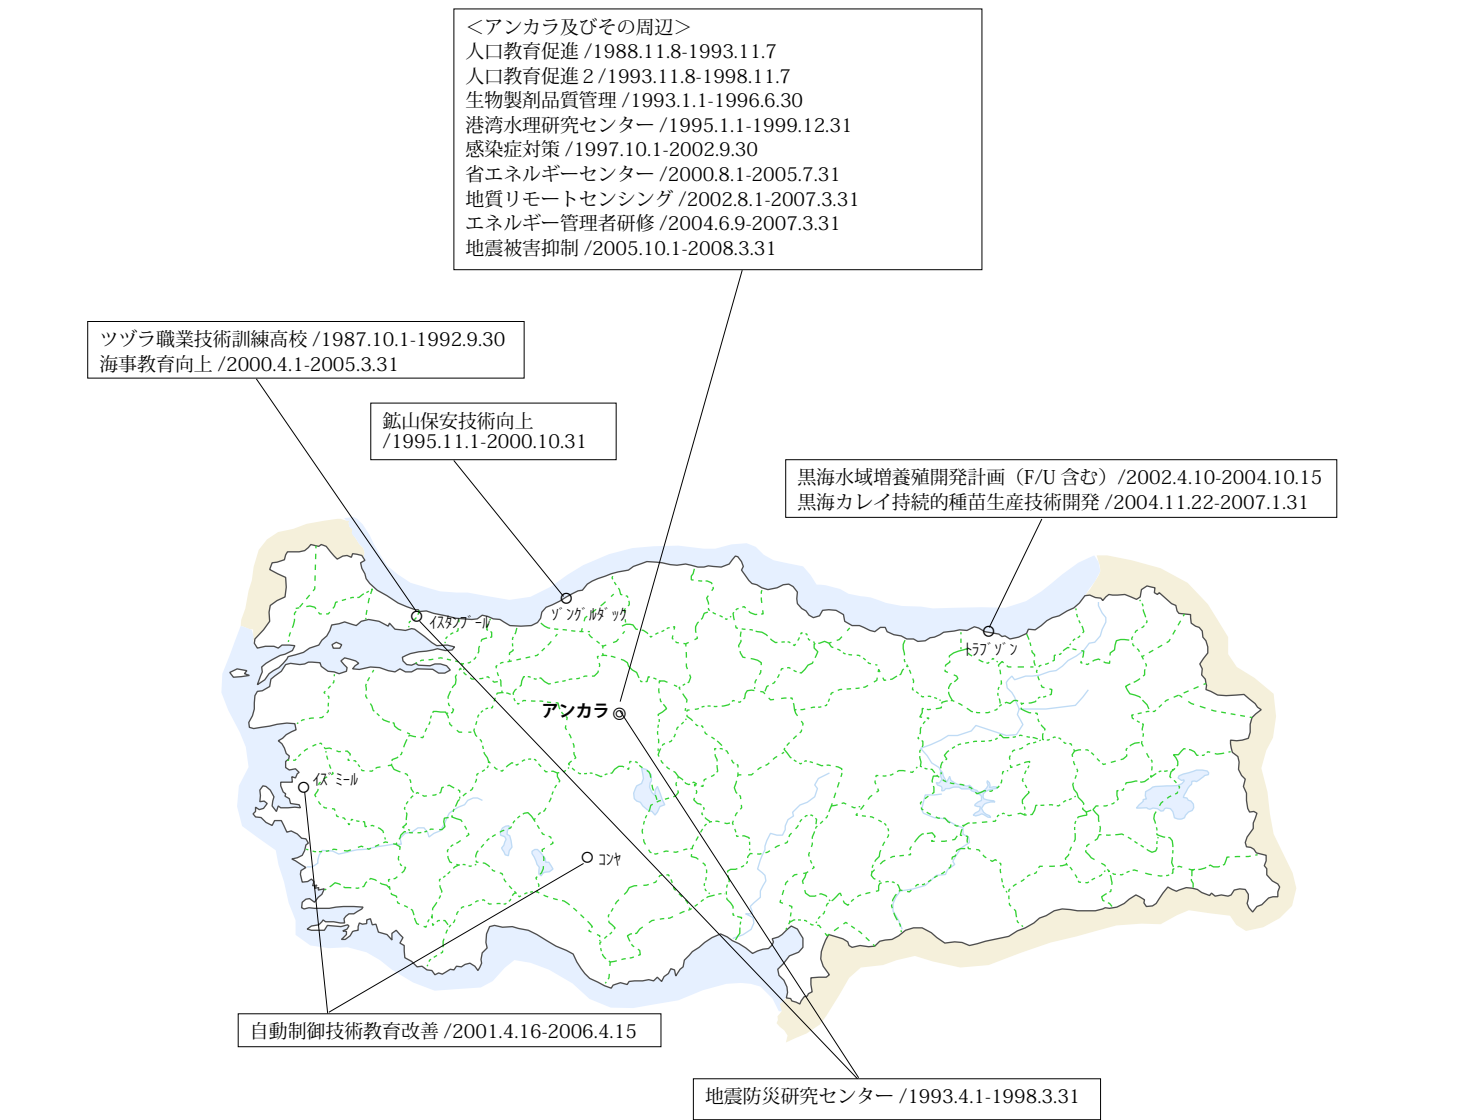 ＜アンカラ及びその周辺＞
人口教育促進 /1988.11.8-1993.11.7
人口教育促進２/1993.11.8-1998.11.7
生物製剤品質管理 /1993.1.1-1996.6.30
港湾水理研究センター /1995.1.1-1999.12.31
感染症対策 /1997.10.1-2002.9.30
省エネルギーセンター /2000.8.1-2005.7.31
地質リモートセンシング /2002.8.1-2007.3.31
エネルギー管理者研修 /2004.6.9-2007.3.31
地震被害抑制 /2005.10.1-2008.3.31
ツヅラ職業技術訓練高校 /1987.10.1-1992.9.30
海事教育向上 /2000.4.1-2005.3.31
鉱山保安技術向上
/1995.11.1-2000.10.31
黒海水域増養殖開発計画（F/U 含む）/2002.4.10-2004.10.15
黒海カレイ持続的種苗生産技術開発 /2004.11.22-2007.1.31
ｲｽﾀﾝﾌﾞｰﾙ
ｿﾞﾝｸﾞﾙﾀﾞｯｸ
ﾄﾗﾌﾞｿﾞﾝ
アンカラ
ｲｽﾞﾐｰﾙ
ｺﾝﾔ
自動制御技術教育改善 /2001.4.16-2006.4.15
地震防災研究センター /1993.4.1-1998.3.31